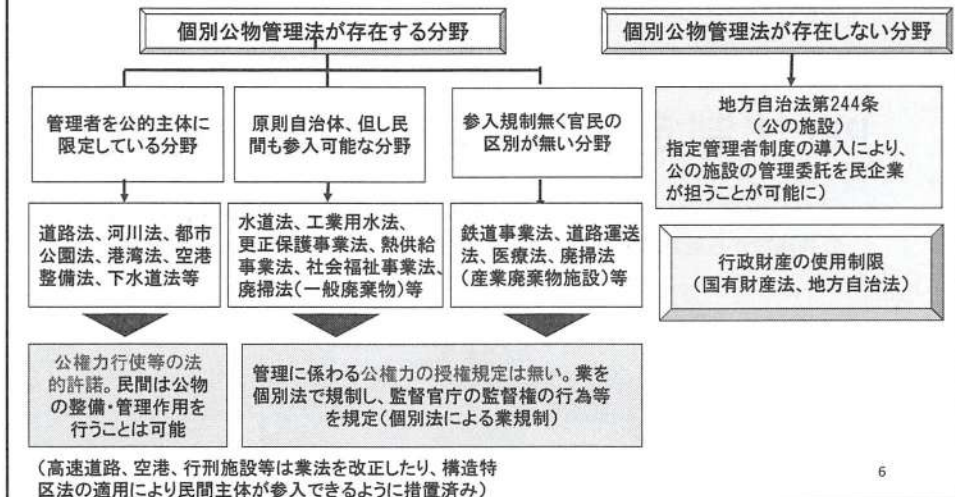 個別公物管理法が存在する分野
個別公物管理法が存在しない分野
管理者を公的主体に
限定している分野
原則自治体、但し民
間も参入可能な分野
参入規制無く官民の
区別が無い分野
地方自治法第244条
(公の施設)
指定管理者制度の導入により、
公の施設の管理委託を民企業
が担うことが可能に)
道路法、河川法、都市
公園法、港湾法、空港
整備法、下水道法等
水道法、工業用水法、
更正保護事業法、熱供給
事業法、社会福祉事業法、
廃掃法(一般廃棄物)等
鉄道事業法、道路運送
法、医療法、廃掃法
(産業廃棄物施設)等
行政財産の使用制限
(国有財産法、地方自治法)
公権力行使等の法
的許諾。民間は公物
の整備・管理作用を
行うことは可能
管理に係わる公権力の授権規定は無い。業を
個別法で規制し、監督官庁の監督権の行為等
を規定(個別法による業規制)
(高速道路、空港、行刑施設等は業法を改正したり、構造特
区法の適用により民間主体が参入できるように措置済み)
6